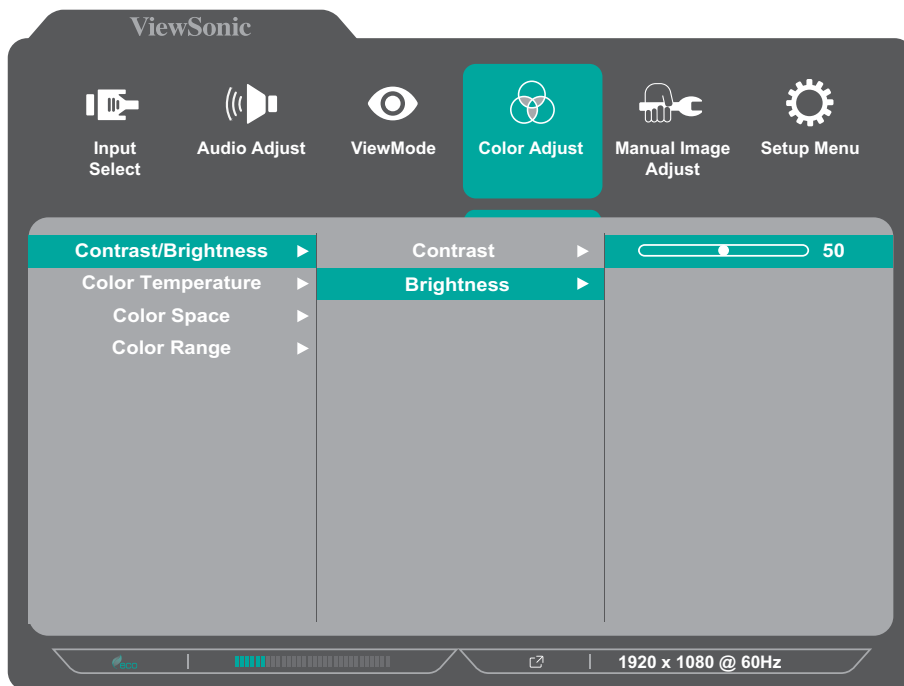 ViewSonic
Input
Select
Audio Adjust
ViewMode
Color Adjust
Manual Image
Adjust
Setup Menu
Contrast/Brightness
Color Temperature
Color Space
Color Range
Contrast
Brightness
50
eco
1920 x 1080 @ 60Hz